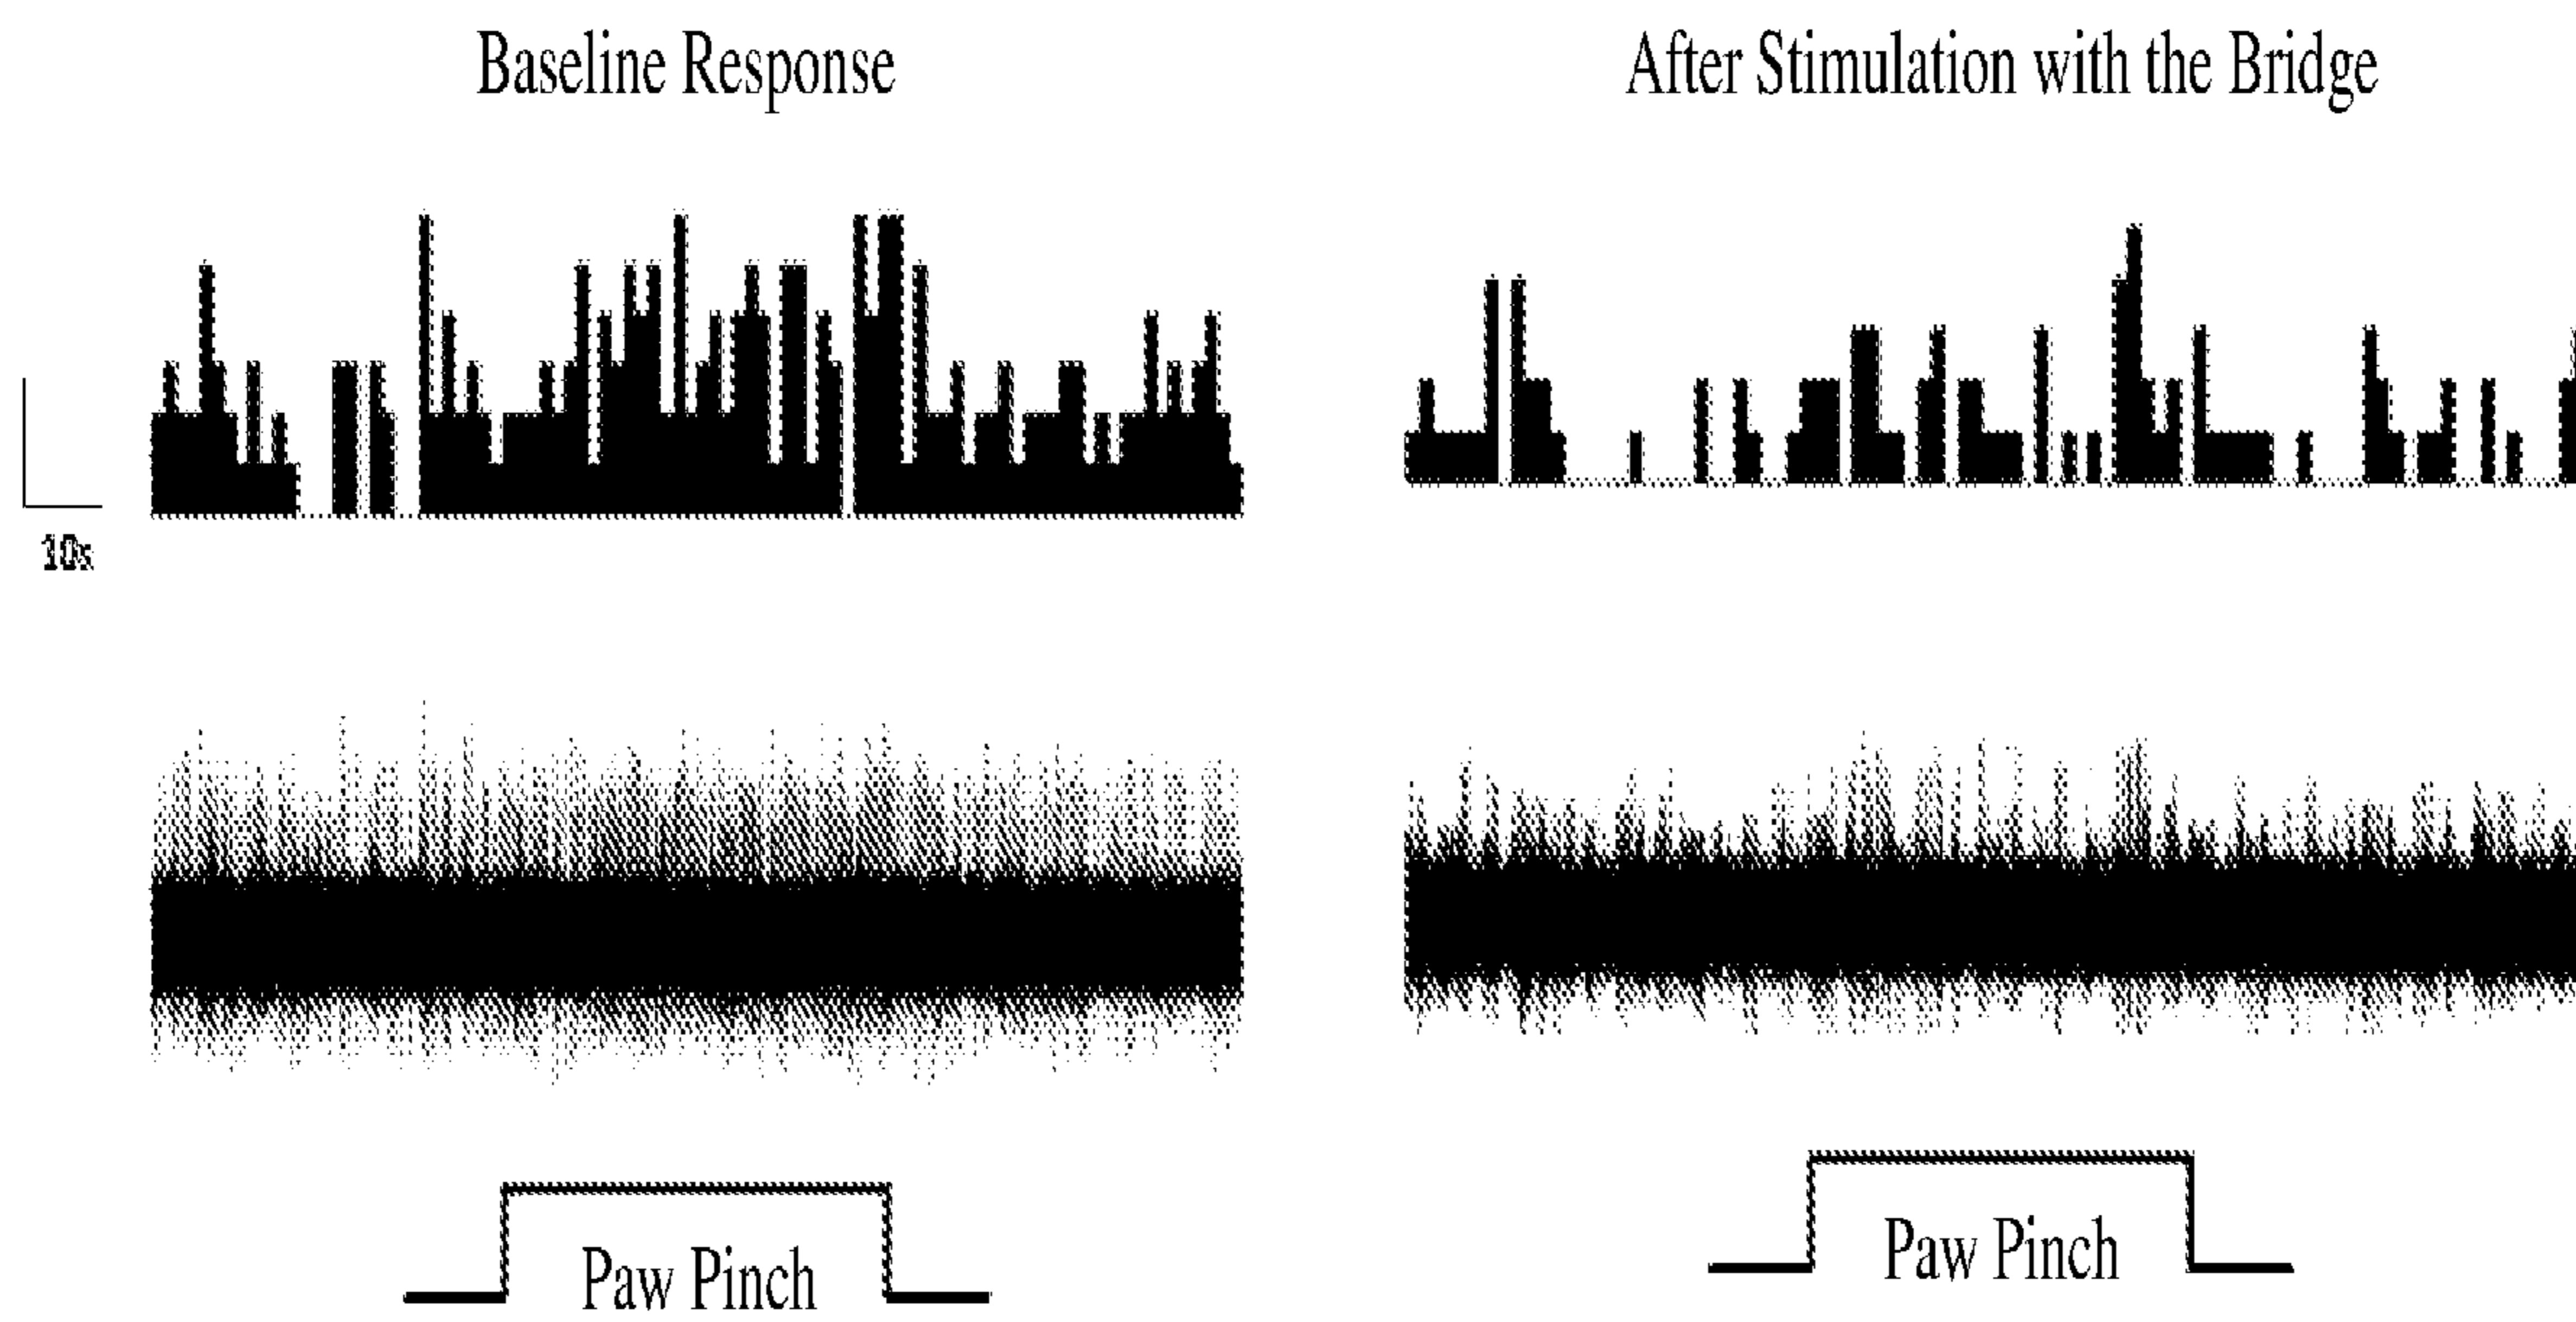 Baseline Response
After Stimulation with the Bridge
10s
Paw Pinch
Paw Pinch